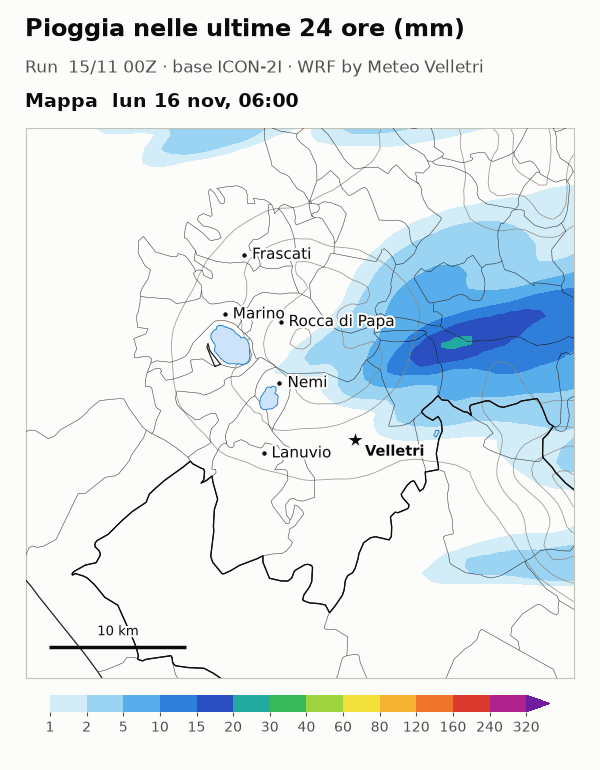 Pioggia nelle ultime 24 ore (mm)
Run  15/11 00Z · base ICON-2I · WRF by Meteo Velletri
Mappa  lun 16 nov, 06:00
Frascati
Marino
Rocca di Papa
Nemi
Velletri
Lanuvio
10 km
1 2 5 10 15 20 30 40 60 80 120 160 240 320